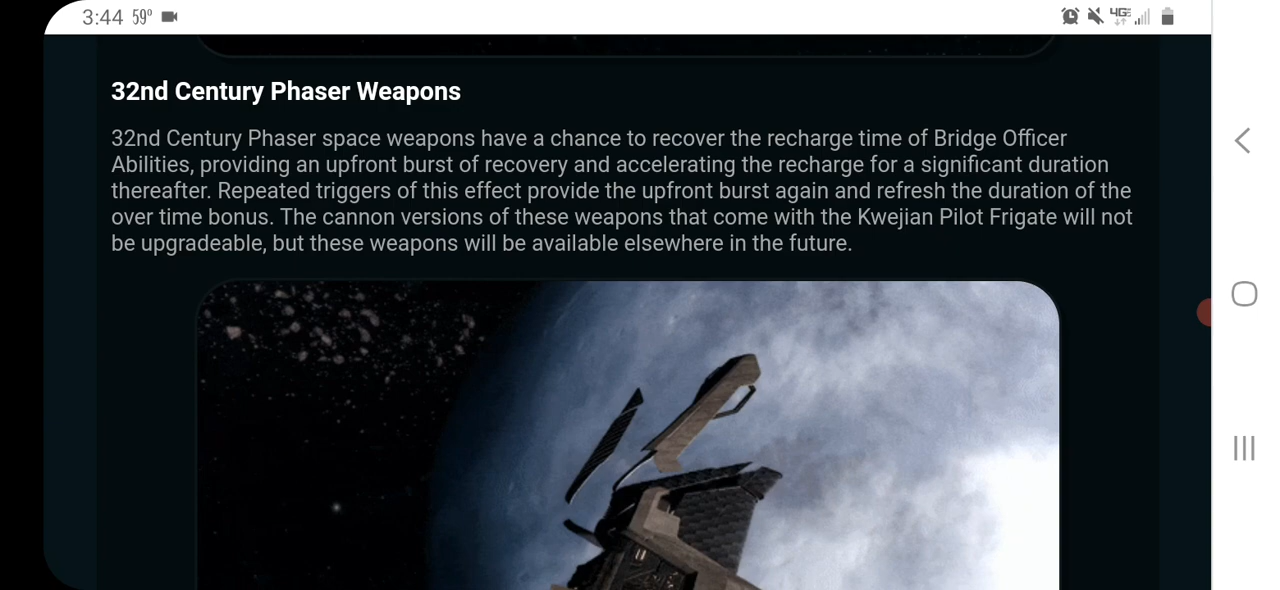 3:44 59°
4G
32nd Century Phaser Weapons
32nd Century Phaser space weapons have a chance to recover the recharge time of Bridge Officer
Abilities, providing an upfront burst of recovery and accelerating the recharge for a significant duration
thereafter. Repeated triggers of this effect provide the upfront burst again and refresh the duration of the
over time bonus. The cannon versions of these weapons that come with the Kwejian Pilot Frigate will not
be upgradeable, but these weapons will be available elsewhere in the future.